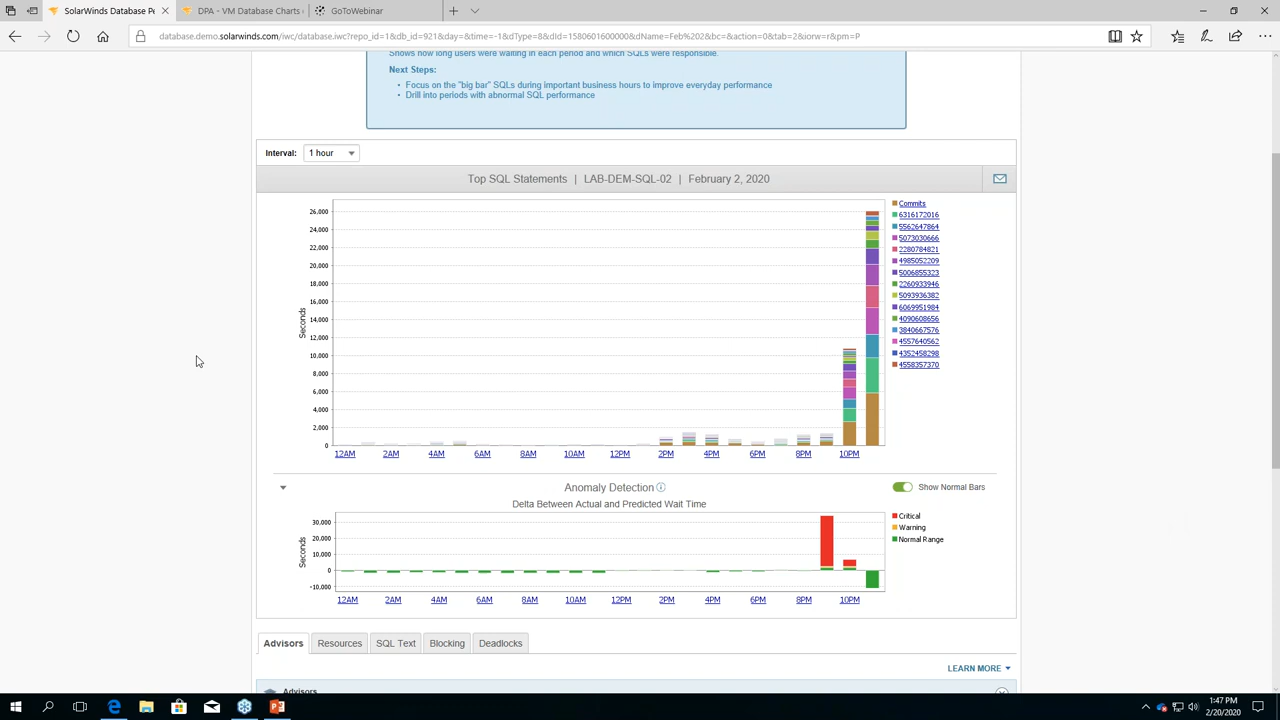 SolarWinds Database Pe
DPA - VM Database Charts
GoToWebinar
database.demo.solarwinds.com/iwc/database.iwc?repo_id=1&db_id=921&day=&time=-1&dType=8&dId=1580601600000&dName=Feb%202&bc=&action=0&tab=2&iorw=r&pm=P
Shows how long users were waiting in each period and which SQLs were responsible.
Next Steps:
• Focus on the "big bar" SQLs during important business hours to improve everyday performance
• Drill into periods with abnormal SQL performance
Interval: 1 hour
Top SQL Statements | LAB-DEM-SQL-02 | February 2, 2020
26,000
24,000
22,000
20,000
18,000
16,000
14,000
12,000
10,000
8,000
6,000
4,000
2,000
0
Seconds
12AM 2AM 4AM 6AM 8AM 10AM 12PM 2PM 4PM 6PM 8PM 10PM
Commits
6316172016
5562647864
5073030666
2280784821
4985052209
5006855323
2260933946
5093936382
6069951984
4090608656
3840667576
4557640562
4352458298
4558357370
Anomaly Detection
Show Normal Bars
Delta Between Actual and Predicted Wait Time
30,000
20,000
10,000
0
-10,000
Seconds
12AM 2AM 4AM 6AM 8AM 10AM 12PM 2PM 4PM 6PM 8PM 10PM
Critical
Warning
Normal Range
Advisors
Resources
SQL Text
Blocking
Deadlocks
LEARN MORE
Advisors
1:47 PM
2/20/2020